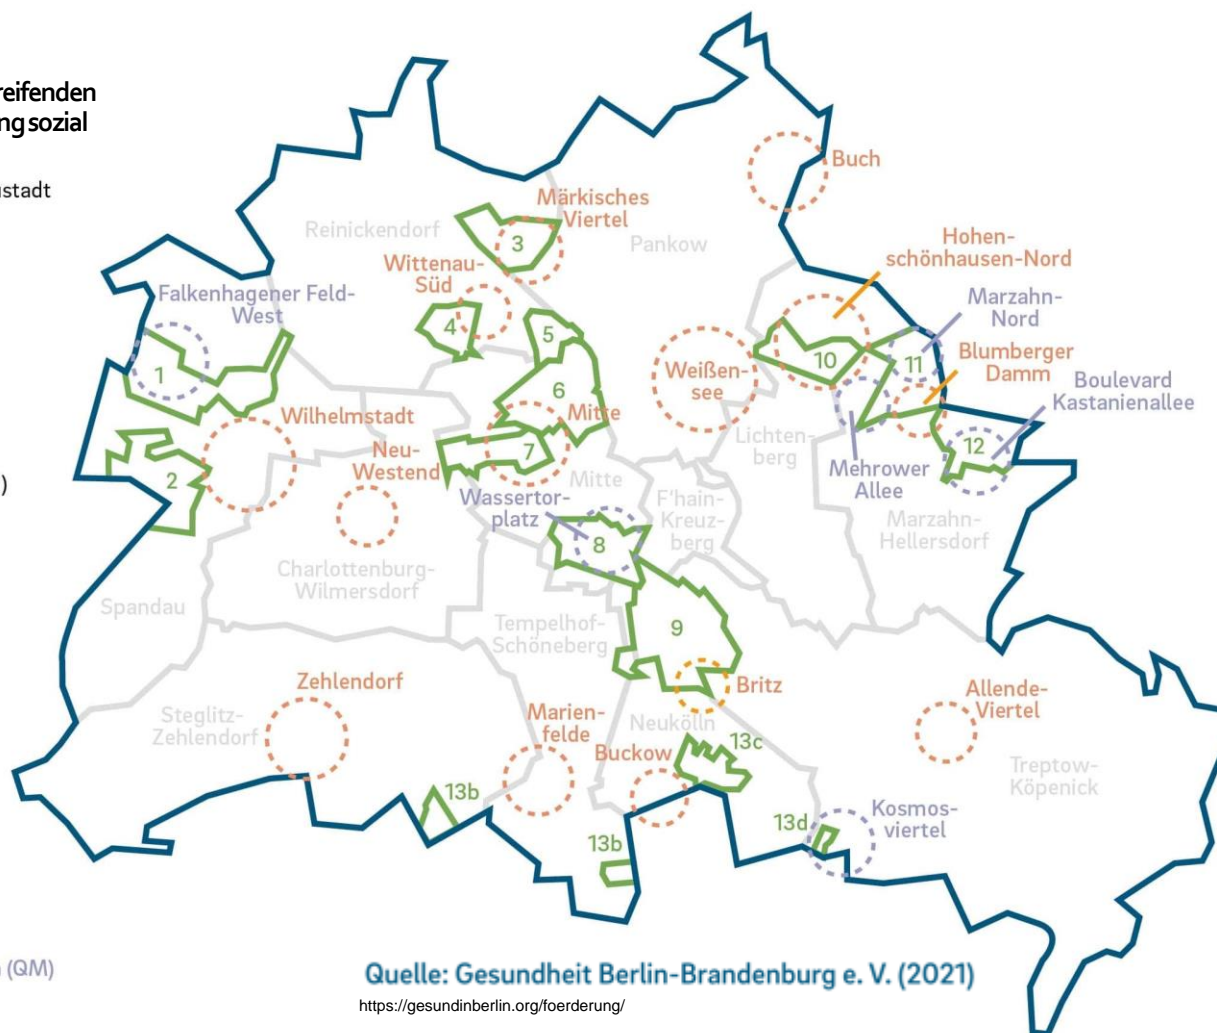 reifenden
ng sozial
stadt
)
(QM)
Buch
Märkisches
Viertel
Reinickendorf
Pankow
Hohen-
schönhausen-Nord
Wittenau-
Süd
3
Falkenhagener Feld-
West
Marzahn-
Nord
4
5
1
10
11
Blumberger
Damm
Weißen-
see
6
Boulevard
Kastanienallee
Wilhelmstadt
Mitte
Neu-
Westend
7
Lichten-
berg
12
2
Mitte
Mehrower
Allee
Wassertor-
platz
F'hain-
Kreuz-
berg
Marzahn-
Hellersdorf
8
Charlottenburg-
Wilmersdorf
Spandau
Tempelhof-
Schöneberg
9
Zehlendorf
Britz
Allende-
Viertel
Steglitz-
Zehlendorf
Marien-
felde
Neukölln
Buckow
13c
Treptow-
Köpenick
13b
Kosmos-
viertel
13d
13b
Quelle: Gesundheit Berlin-Brandenburg e. V. (2021)
https://gesundinberlin.org/foerderung/